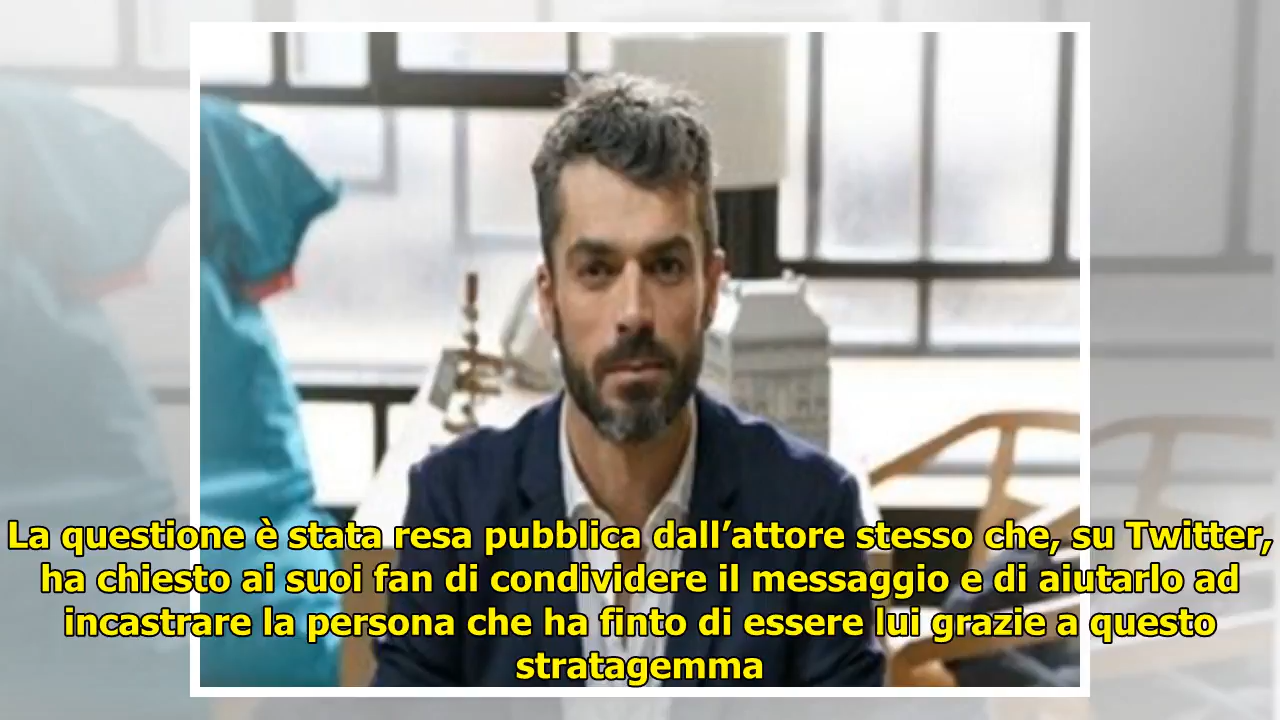 La questione è stata resa pubblica dall’attore stesso che, su Twitter,
ha chiesto ai suoi fan di condividere il messaggio e di aiutarlo ad
incastrare la persona che ha finto di essere lui grazie a questo
stratagemma